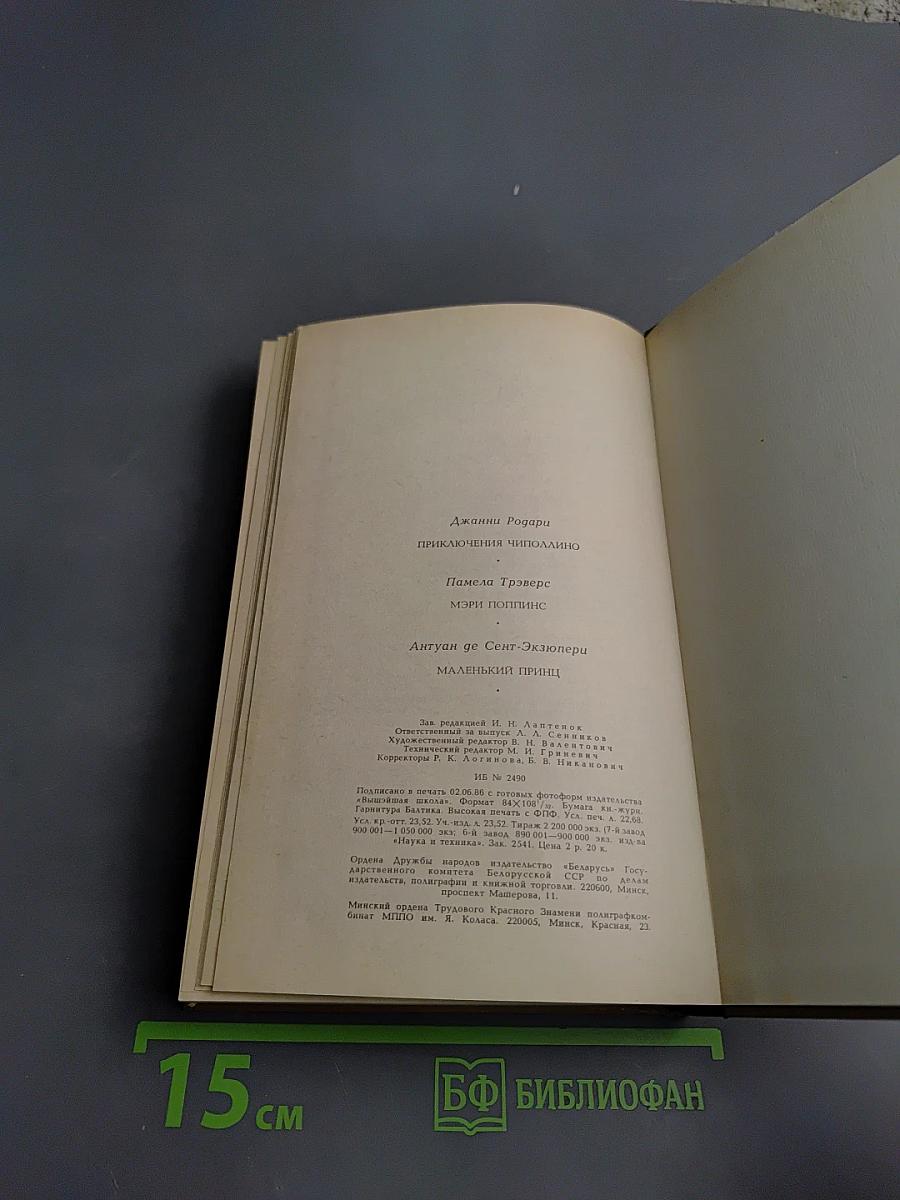 Джанни Родари
ПРИКЛЮЧЕНИЯ ЧИПОЛЛИНО
•
Памела Трэверс
МЭРИ ПОППИНС
•
Антуан де Сент-Экзюпери
МАЛЕНЬКИЙ ПРИНЦ
•
Зав. редакцией И. Н. Лаптенок
Ответственный за выпуск Л. Л. Сенников
Художественный редактор В. Н. Валентович
Технический редактор М. И. Гриневич
Корректоры Р. К. Логинова, Б. В. Никанович
ИБ № 2490
Подписано в печать 02.06.86 с готовых фотоформ издательства
«Вышэйшая школа». Формат 84×108 1/32. Бумага кн.-журн.
Гарнитура Балтика. Высокая печать с ФПФ. Усл. печ. л. 22,68.
Усл. кр.-отт. 23,52. Уч.-изд. л. 23,52. Тираж 2 200 000 экз. (7-й завод
900 001—1 050 000 экз; 6-й завод 890 001—900 000 экз. изд-ва
«Наука и техника». Зак. 2541. Цена 2 р. 20 к.
Ордена Дружбы народов издательство «Беларусь» Госу-
дарственного комитета Белорусской ССР по делам
издательств, полиграфии и книжной торговли. 220600, Минск,
проспект Машерова, 11.
Минский ордена Трудового Красного Знамени полиграфком-
бинат МППО им. Я. Коласа. 220005, Минск, Красная, 23.
15 см
БФ БИБЛИОФАН